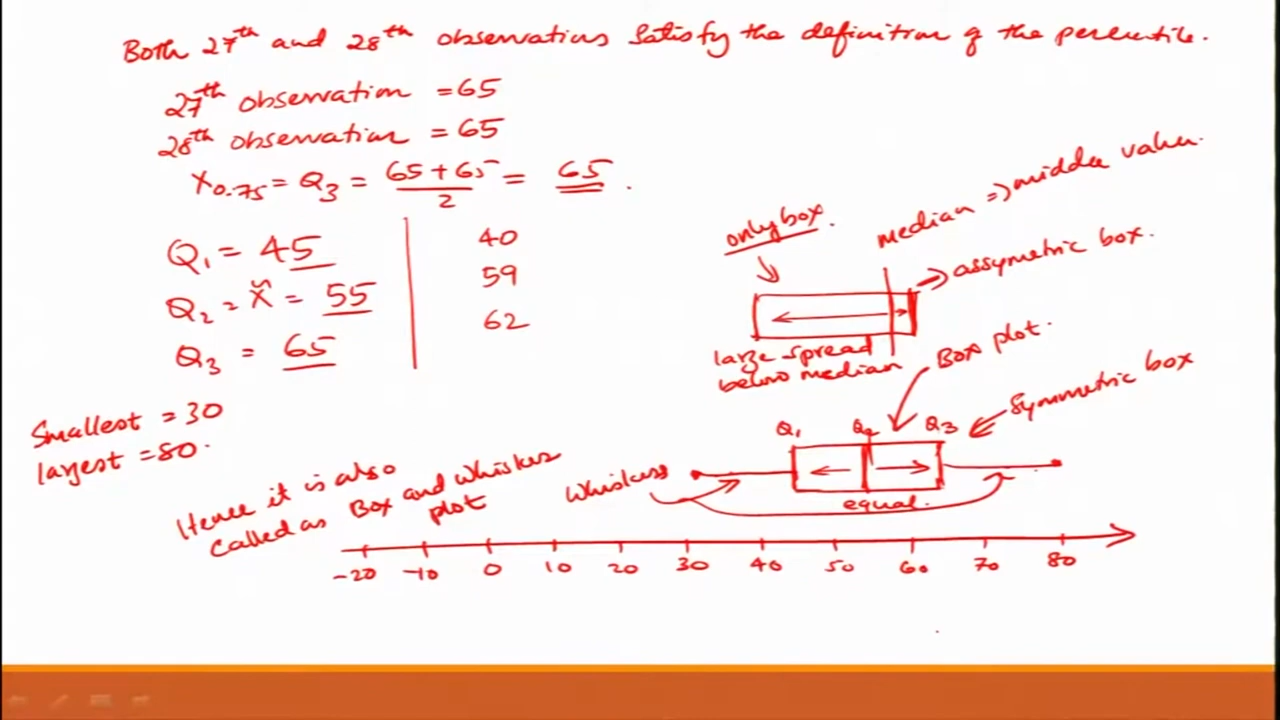 Both 27th and 28th observations satisfy the definition of the percentile.
27th observation = 65
28th observation = 65
X0.75 = Q3 = 65 + 65 / 2 = 65.
Q1 = 45
Q2 = x̃ = 55
Q3 = 65
40
59
62
Smallest = 30
largest = 80.
only box.
median => middle value.
assymetric box.
large spread
below median
Box plot.
Symmetric box
Q1 Q2 Q3
Whiskers
equal.
Hence it is also
called as Box and whisker
plot
-20 -10 0 10 20 30 40 50 60 70 80